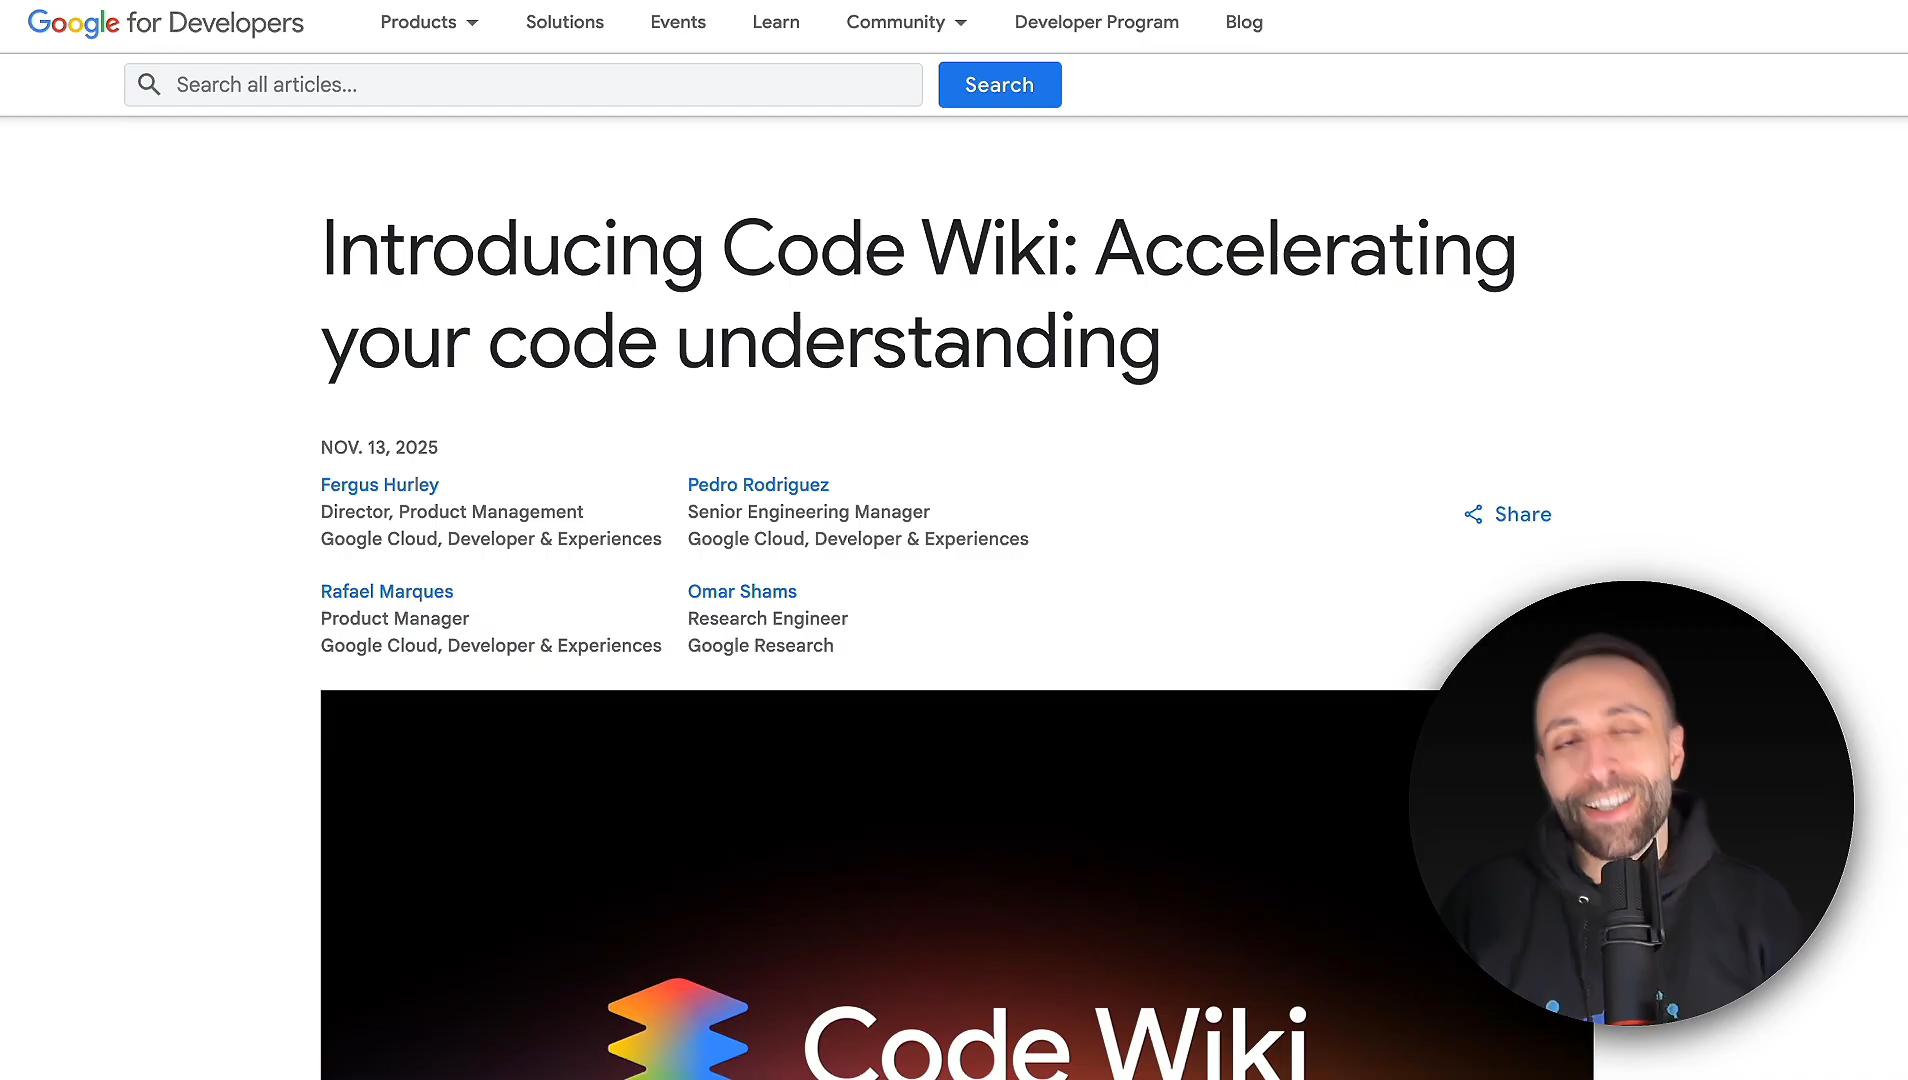 Google for Developers
Products
Solutions
Events
Learn
Community
Developer Program
Blog
Search all articles...
Search
Introducing Code Wiki: Accelerating
your code understanding
NOV. 13, 2025
Fergus Hurley
Director, Product Management
Google Cloud, Developer & Experiences
Pedro Rodriguez
Senior Engineering Manager
Google Cloud, Developer & Experiences
Share
Rafael Marques
Product Manager
Google Cloud, Developer & Experiences
Omar Shams
Research Engineer
Google Research
Code Wiki